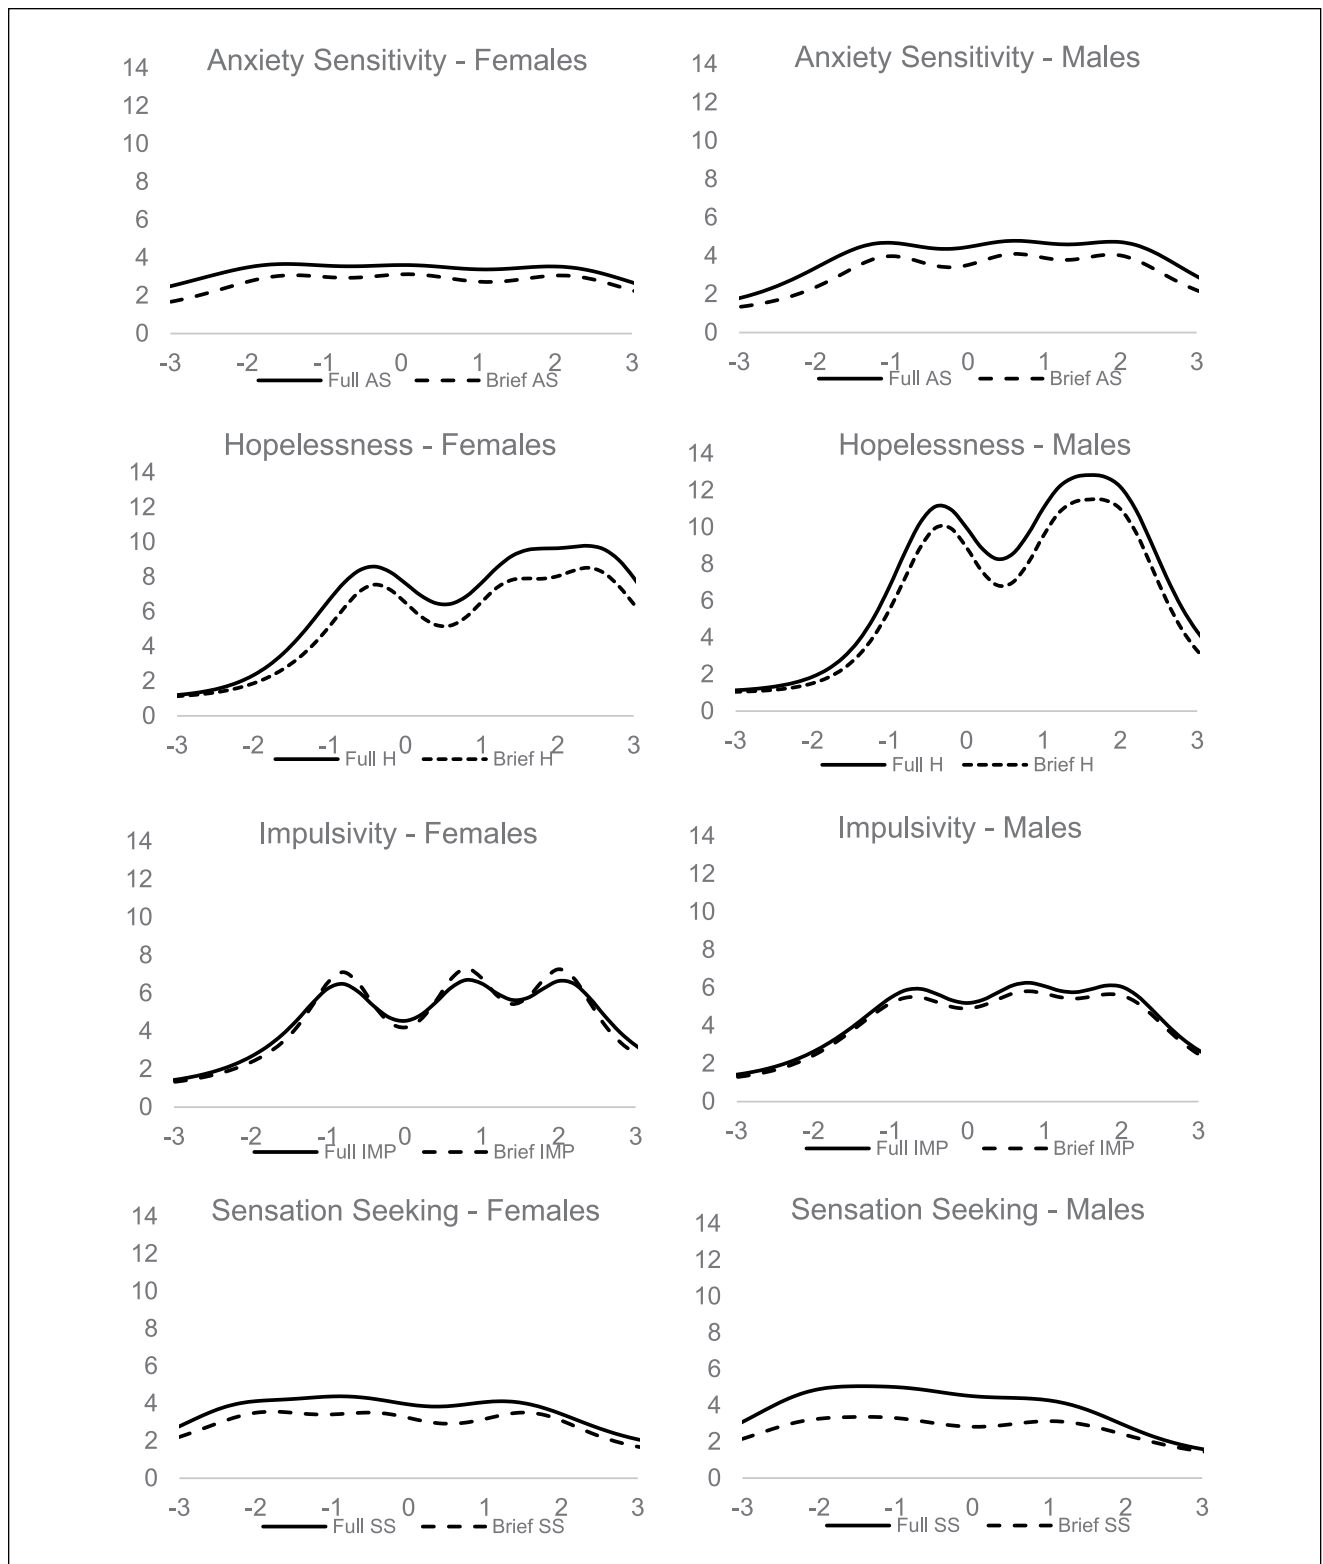 Anxiety Sensitivity - Females
14
12
10
8
6
4
2
0
-3 -2 -1 0 1 2 3
Full AS Brief AS
Anxiety Sensitivity - Males
14
12
10
8
6
4
2
0
-3 -2 -1 0 1 2 3
Full AS Brief AS
Hopelessness - Females
14
12
10
8
6
4
2
0
-3 -2 -1 0 1 2 3
Full H Brief H
Hopelessness - Males
14
12
10
8
6
4
2
0
-3 -2 -1 0 1 2 3
Full H Brief H
Impulsivity - Females
14
12
10
8
6
4
2
0
-3 -2 -1 0 1 2 3
Full IMP Brief IMP
Impulsivity - Males
14
12
10
8
6
4
2
0
-3 -2 -1 0 1 2 3
Full IMP Brief IMP
Sensation Seeking - Females
14
12
10
8
6
4
2
0
-3 -2 -1 0 1 2 3
Full SS Brief SS
Sensation Seeking - Males
14
12
10
8
6
4
2
0
-3 -2 -1 0 1 2 3
Full SS Brief SS